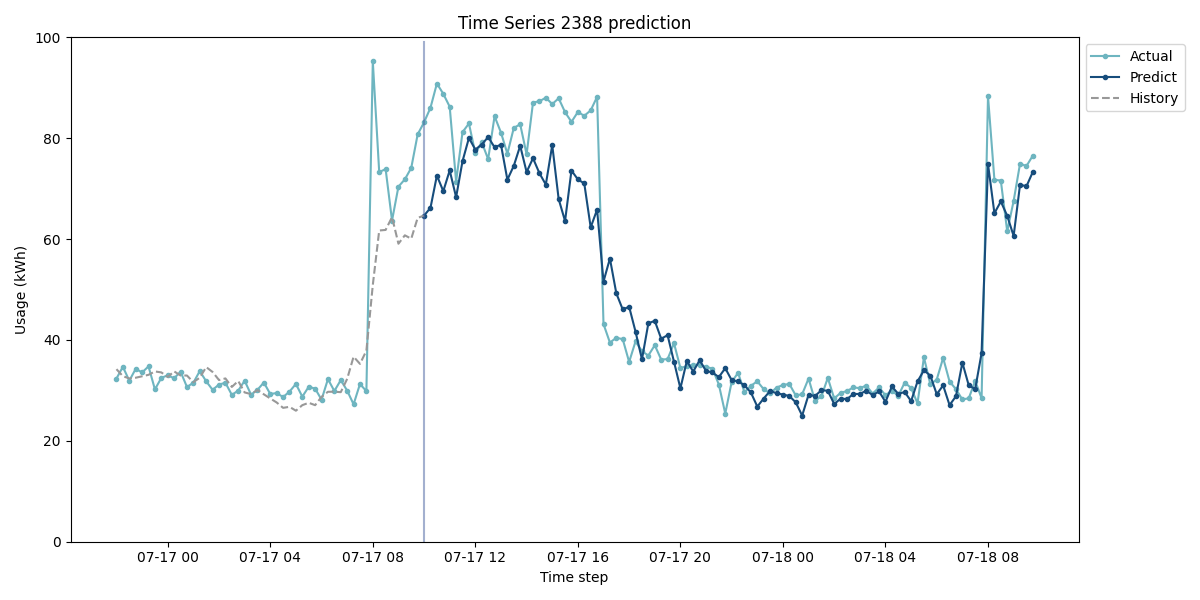 Time Series 2388 prediction
Actual
Predict
History
Usage (kWh)
100
80
60
40
20
0
07-17 00
07-17 04
07-17 08
07-17 12
07-17 16
07-17 20
07-18 00
07-18 04
07-18 08
Time step